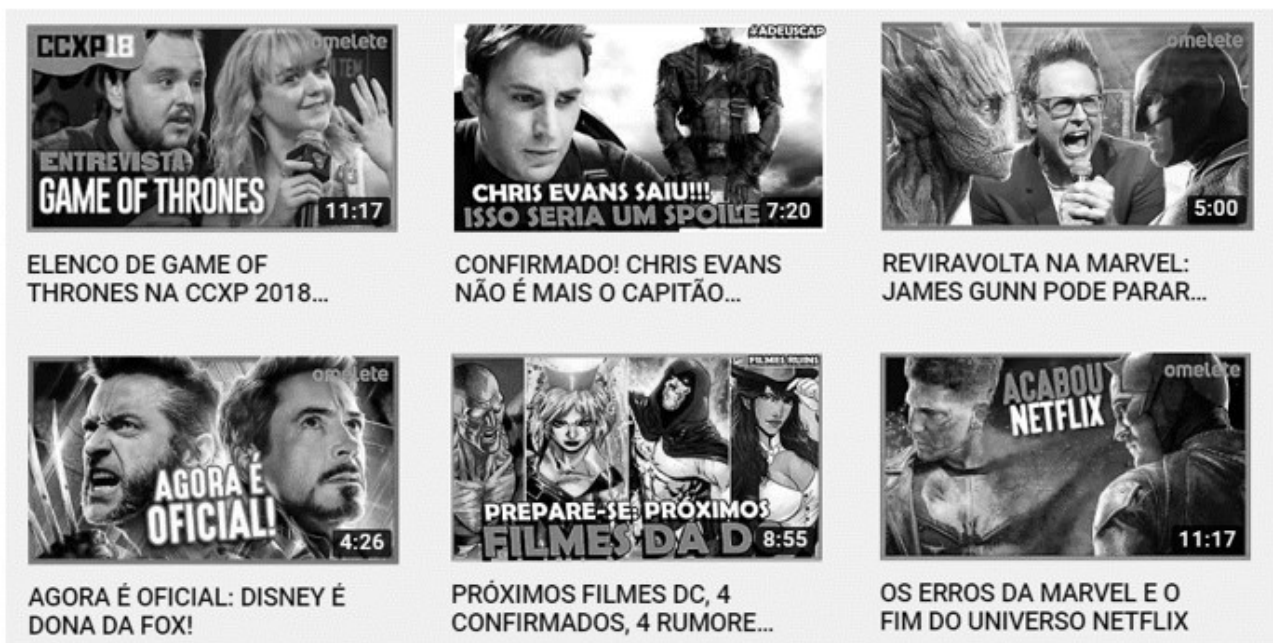 CCXP18
omelete
ENTREVISTA
GAME OF THRONES
11:17
ELENCO DE GAME OF
THRONES NA CCXP 2018...
#ADEUSCAP
CHRIS EVANS SAIU!!!
ISSO SERIA UM SPOILE
7:20
CONFIRMADO! CHRIS EVANS
NÃO É MAIS O CAPITÃO...
omelete
5:00
REVIRAVOLTA NA MARVEL:
JAMES GUNN PODE PARAR...
omelete
AGORA É
OFICIAL!
4:26
AGORA É OFICIAL: DISNEY É
DONA DA FOX!
FILMES RUINS
PREPARE-SE: PRÓXIMOS
FILMES DA D
8:55
PRÓXIMOS FILMES DC, 4
CONFIRMADOS, 4 RUMORE...
ACABOU
NETFLIX
omelete
11:17
OS ERROS DA MARVEL E O
FIM DO UNIVERSO NETFLIX